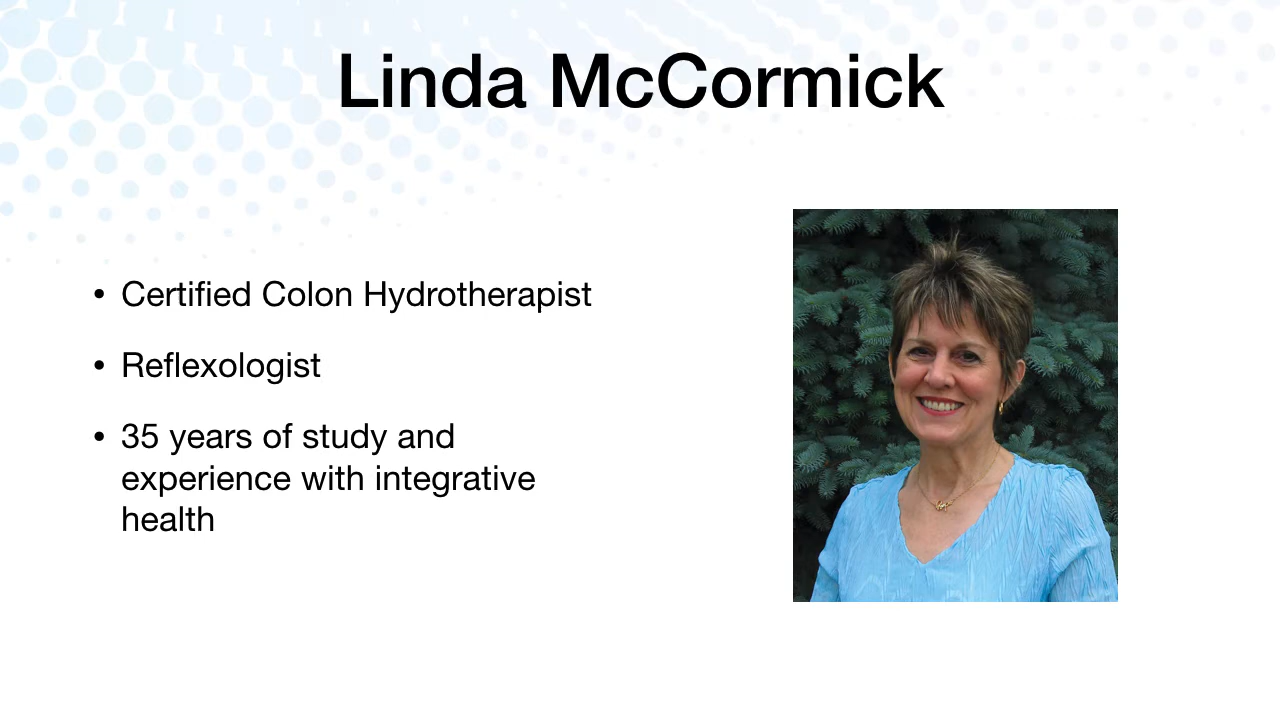 Linda McCormick
• Certified Colon Hydrotherapist
• Reflexologist
• 35 years of study and
experience with integrative
health